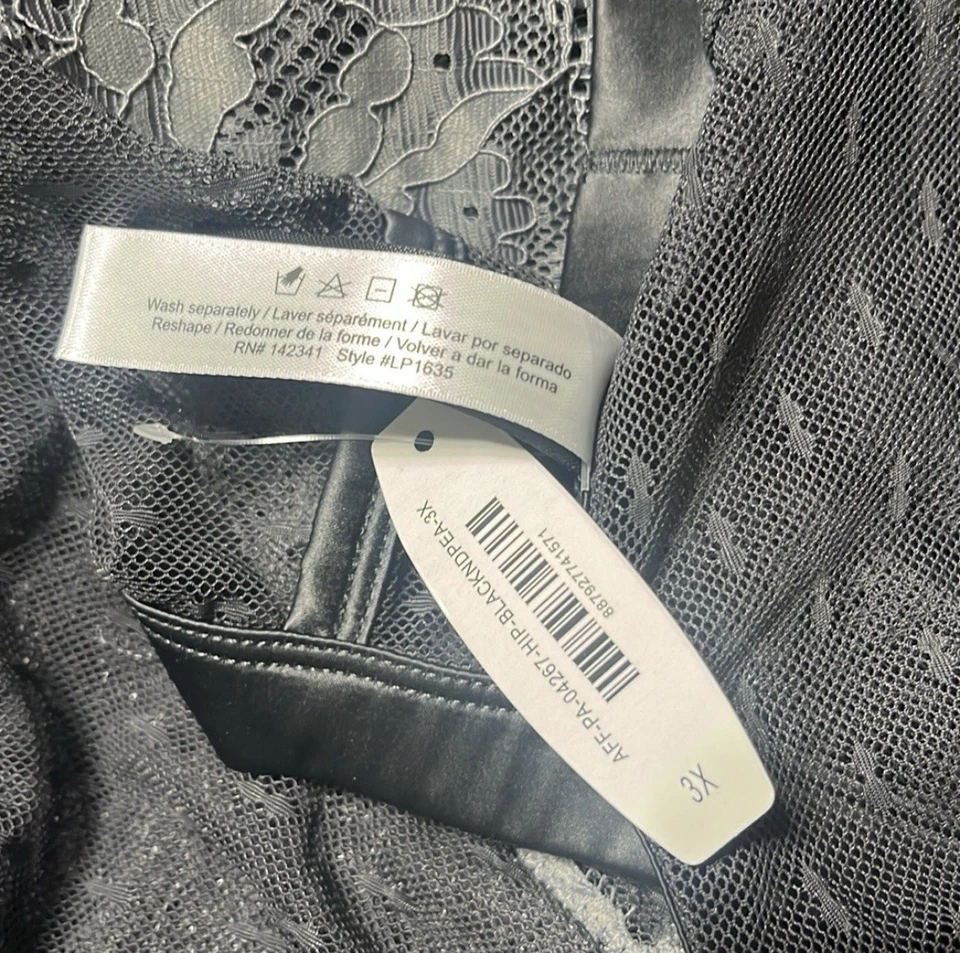 Wash separately / Laver séparément / Lavar por separado
Reshape / Redonner de la forme / Volver a dar la forma
RN# 142341 Style #LP1635
887927741571
AFF-PA-04267-HIP-BLACKNDPEA-3X
3X